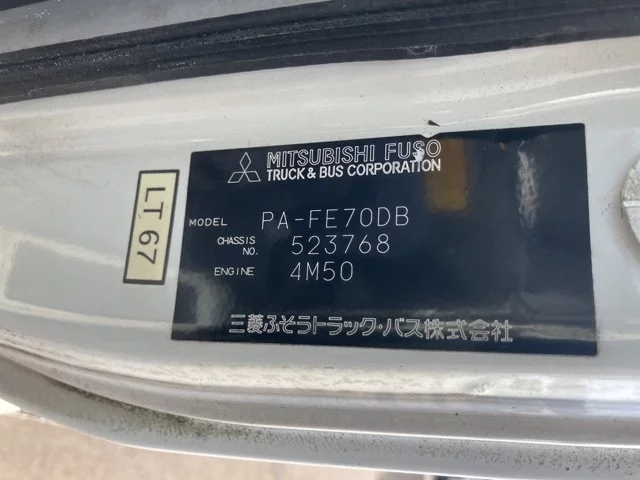 MITSUBISHI FUSO
TRUCK & BUS CORPORATION
MODEL PA-FE70DB
CHASSIS NO. 523768
ENGINE 4M50
三菱ふそうトラック・バス株式会社
LT 67